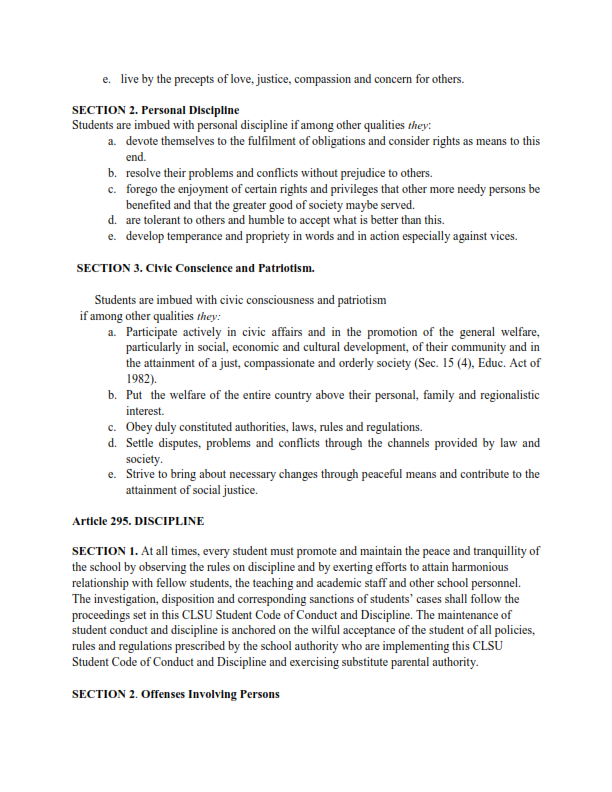 e. live by the precepts of love, justice, compassion and concern for others.
SECTION 2. Personal Discipline
Students are imbued with personal discipline if among other qualities they:
a. devote themselves to the fulfilment of obligations and consider rights as means to this
end.
b. resolve their problems and conflicts without prejudice to others.
c. forego the enjoyment of certain rights and privileges that other more needy persons be
benefited and that the greater good of society maybe served.
d. are tolerant to others and humble to accept what is better than this.
e. develop temperance and propriety in words and in action especially against vices.
SECTION 3. Civic Conscience and Patriotism.
Students are imbued with civic consciousness and patriotism
if among other qualities they:
a. Participate actively in civic affairs and in the promotion of the general welfare,
particularly in social, economic and cultural development, of their community and in
the attainment of a just, compassionate and orderly society (Sec. 15 (4), Educ. Act of
1982).
b. Put the welfare of the entire country above their personal, family and regionalistic
interest.
c. Obey duly constituted authorities, laws, rules and regulations.
d. Settle disputes, problems and conflicts through the channels provided by law and
society.
e. Strive to bring about necessary changes through peaceful means and contribute to the
attainment of social justice.
Article 295. DISCIPLINE
SECTION 1. At all times, every student must promote and maintain the peace and tranquillity of
the school by observing the rules on discipline and by exerting efforts to attain harmonious
relationship with fellow students, the teaching and academic staff and other school personnel.
The investigation, disposition and corresponding sanctions of students’ cases shall follow the
proceedings set in this CLSU Student Code of Conduct and Discipline. The maintenance of
student conduct and discipline is anchored on the wilful acceptance of the student of all policies,
rules and regulations prescribed by the school authority who are implementing this CLSU
Student Code of Conduct and Discipline and exercising substitute parental authority.
SECTION 2. Offenses Involving Persons